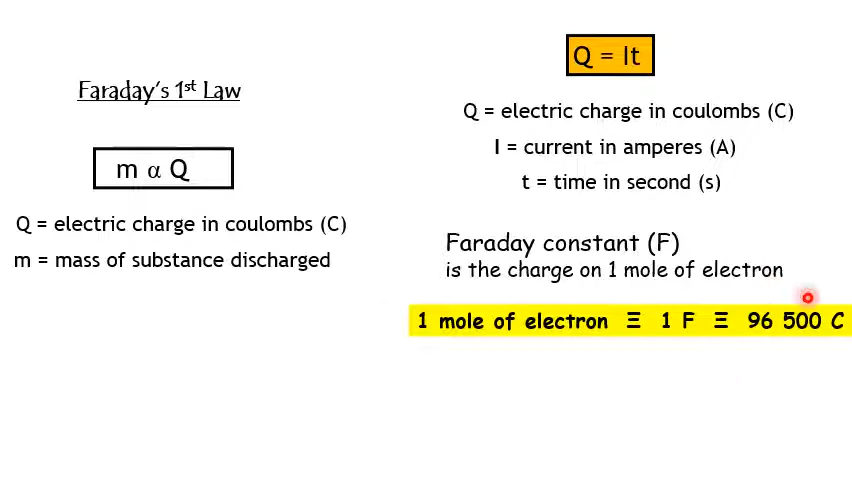 Faraday's 1st Law
m α Q
Q = electric charge in coulombs (C)
m = mass of substance discharged
Q = It
Q = electric charge in coulombs (C)
I = current in amperes (A)
t = time in second (s)
Faraday constant (F)
is the charge on 1 mole of electron
1 mole of electron Ξ 1 F Ξ 96 500 C